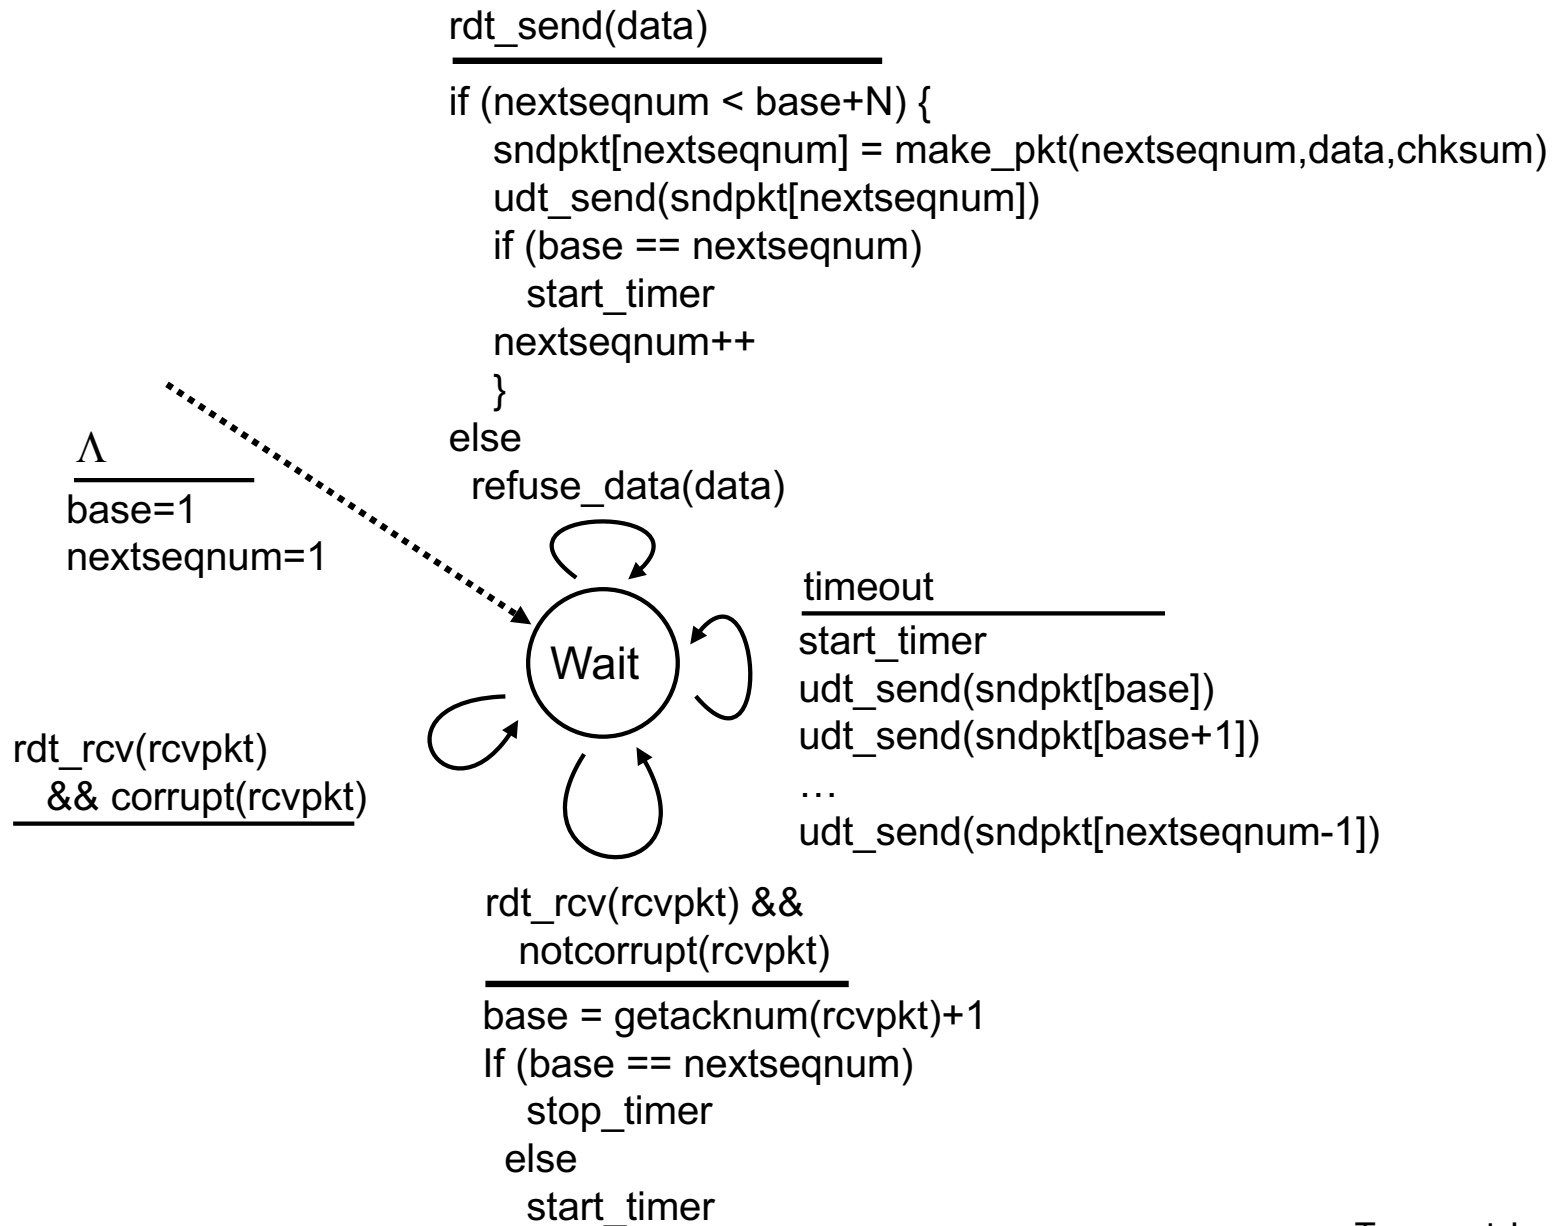 rdt_send(data)
if (nextseqnum < base+N) {
sndpkt[nextseqnum] = make_pkt(nextseqnum,data,chksum)
udt_send(sndpkt[nextseqnum])
if (base == nextseqnum)
start_timer
nextseqnum++
}
else
refuse_data(data)
Λ
base=1
nextseqnum=1
Wait
timeout
start_timer
udt_send(sndpkt[base])
udt_send(sndpkt[base+1])
…
udt_send(sndpkt[nextseqnum-1])
rdt_rcv(rcvpkt)
&& corrupt(rcvpkt)
rdt_rcv(rcvpkt) &&
notcorrupt(rcvpkt)
base = getacknum(rcvpkt)+1
If (base == nextseqnum)
stop_timer
else
start_timer